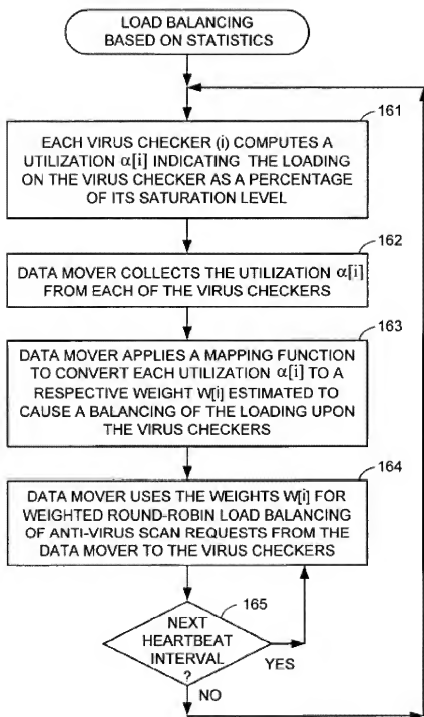 LOAD BALANCING
BASED ON STATISTICS
161
EACH VIRUS CHECKER (i) COMPUTES A
UTILIZATION α[i] INDICATING THE LOADING
ON THE VIRUS CHECKER AS A PERCENTAGE
OF ITS SATURATION LEVEL
162
DATA MOVER COLLECTS THE UTILIZATION α[i]
FROM EACH OF THE VIRUS CHECKERS
163
DATA MOVER APPLIES A MAPPING FUNCTION
TO CONVERT EACH UTILIZATION α[i] TO A
RESPECTIVE WEIGHT W[i] ESTIMATED TO
CAUSE A BALANCING OF THE LOADING UPON
THE VIRUS CHECKERS
164
DATA MOVER USES THE WEIGHTS W[i] FOR
WEIGHTED ROUND-ROBIN LOAD BALANCING
OF ANTI-VIRUS SCAN REQUESTS FROM THE
DATA MOVER TO THE VIRUS CHECKERS
165
NEXT
HEARTBEAT
INTERVAL
?
YES
NO